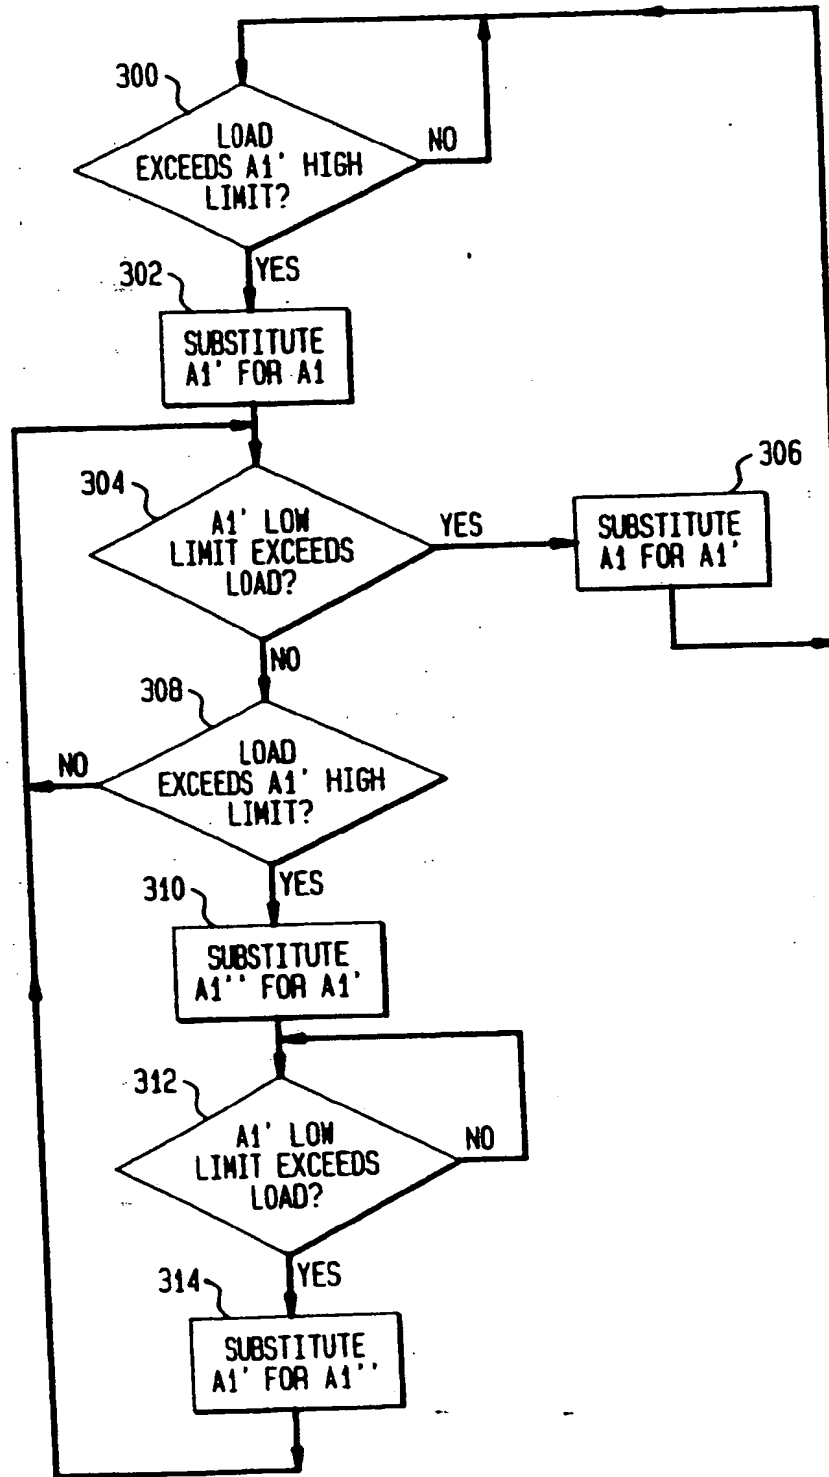 300
LOAD
EXCEEDS A1' HIGH
LIMIT?
NO
YES
302
SUBSTITUTE
A1' FOR A1
304
A1' LOW
LIMIT EXCEEDS
LOAD?
YES
306
SUBSTITUTE
A1 FOR A1'
NO
308
LOAD
EXCEEDS A1' HIGH
LIMIT?
NO
YES
310
SUBSTITUTE
A1'' FOR A1'
312
A1' LOW
LIMIT EXCEEDS
LOAD?
NO
YES
314
SUBSTITUTE
A1' FOR A1''